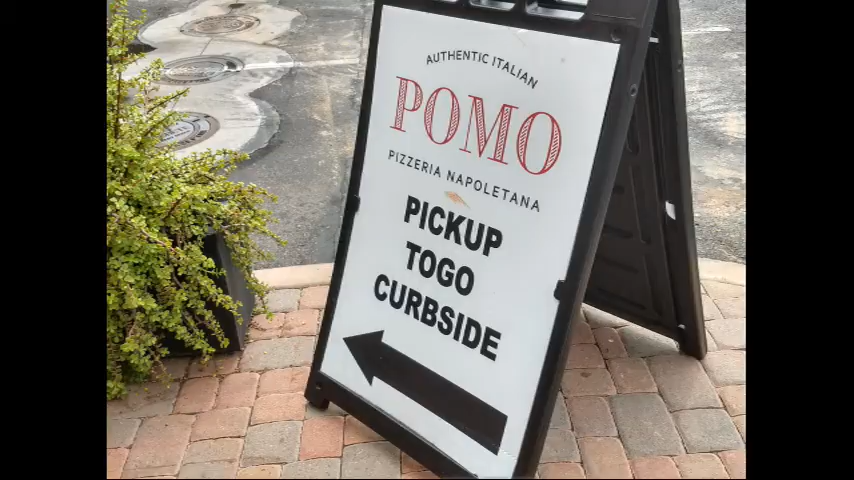 AUTHENTIC ITALIAN
POMO
PIZZERIA NAPOLETANA
PICKUP
TOGO
CURBSIDE